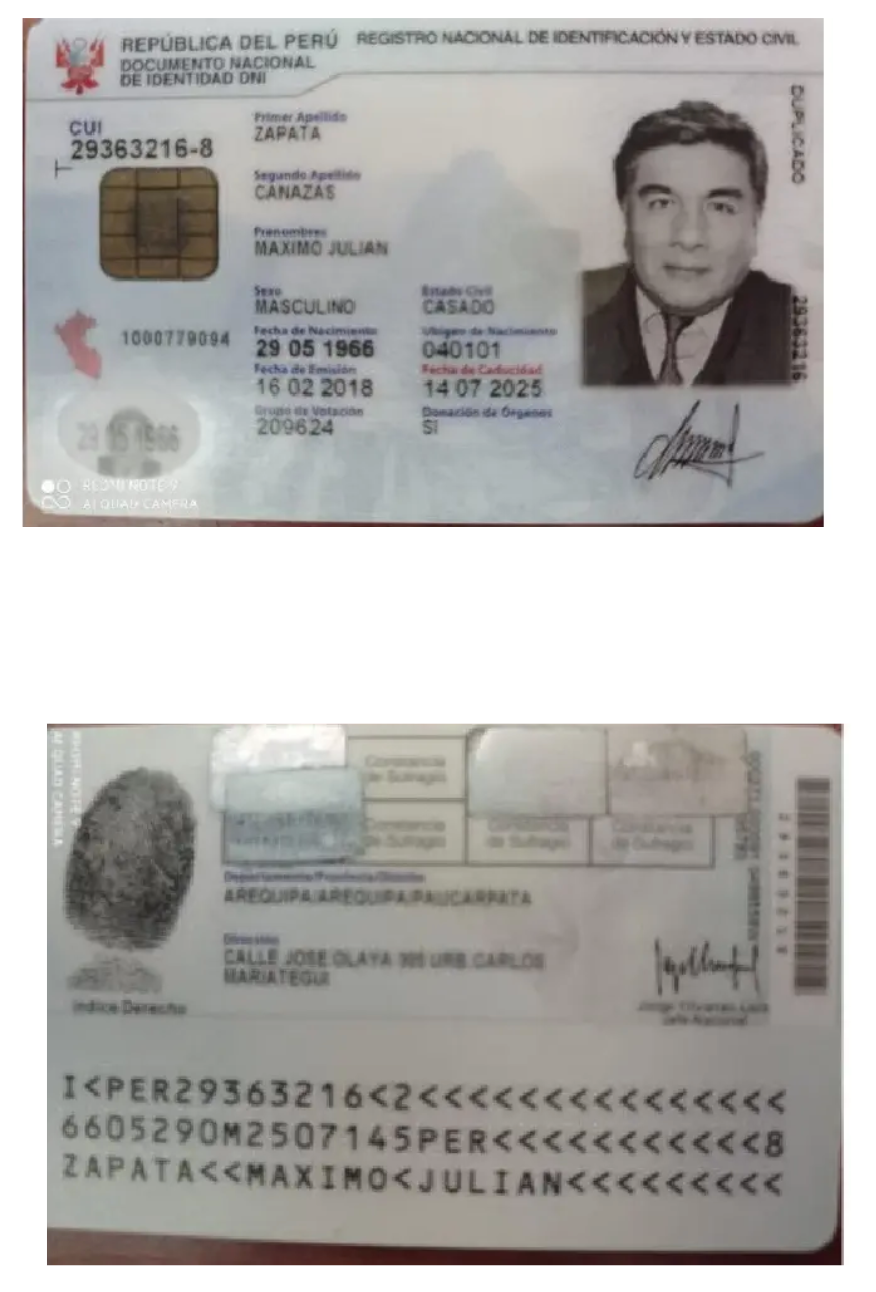 REPÚBLICA DEL PERÚ REGISTRO NACIONAL DE IDENTIFICACIÓN Y ESTADO CIVIL
DOCUMENTO NACIONAL
DE IDENTIDAD DNI
CUI
29363216-8
Primer Apellido
ZAPATA
Segundo Apellido
CANAZAS
Prenombres
MAXIMO JULIAN
Sexo Estado Civil
MASCULINO CASADO
Fecha de Nacimiento Ubigeo de Nacimiento
29 05 1966 040101
Fecha de Emisión Fecha de Caducidad
16 02 2018 14 07 2025
Grupo de Votación Donación de Órganos
209624 SI
1000779094
29 05 1966
DUPLICADO
29363216
REDMI NOTE 9
AI QUAD CAMERA
REDMI NOTE 9
AI QUAD CAMERA
Constancia
de Sufragio
Constancia
de Sufragio
Constancia
de Sufragio
Constancia
de Sufragio
Departamento/Provincia/Distrito
AREQUIPA/AREQUIPA/PAUCARPATA
Dirección
CALLE JOSE OLAYA URB.CARLOS
MARIATEGUI
Indice Derecho
Jefe Nacional
I<PER29363216<2<<<<<<<<<<<<<<<
6605290M2507145PER<<<<<<<<<<<8
ZAPATA<<MAXIMO<JULIAN<<<<<<<<<